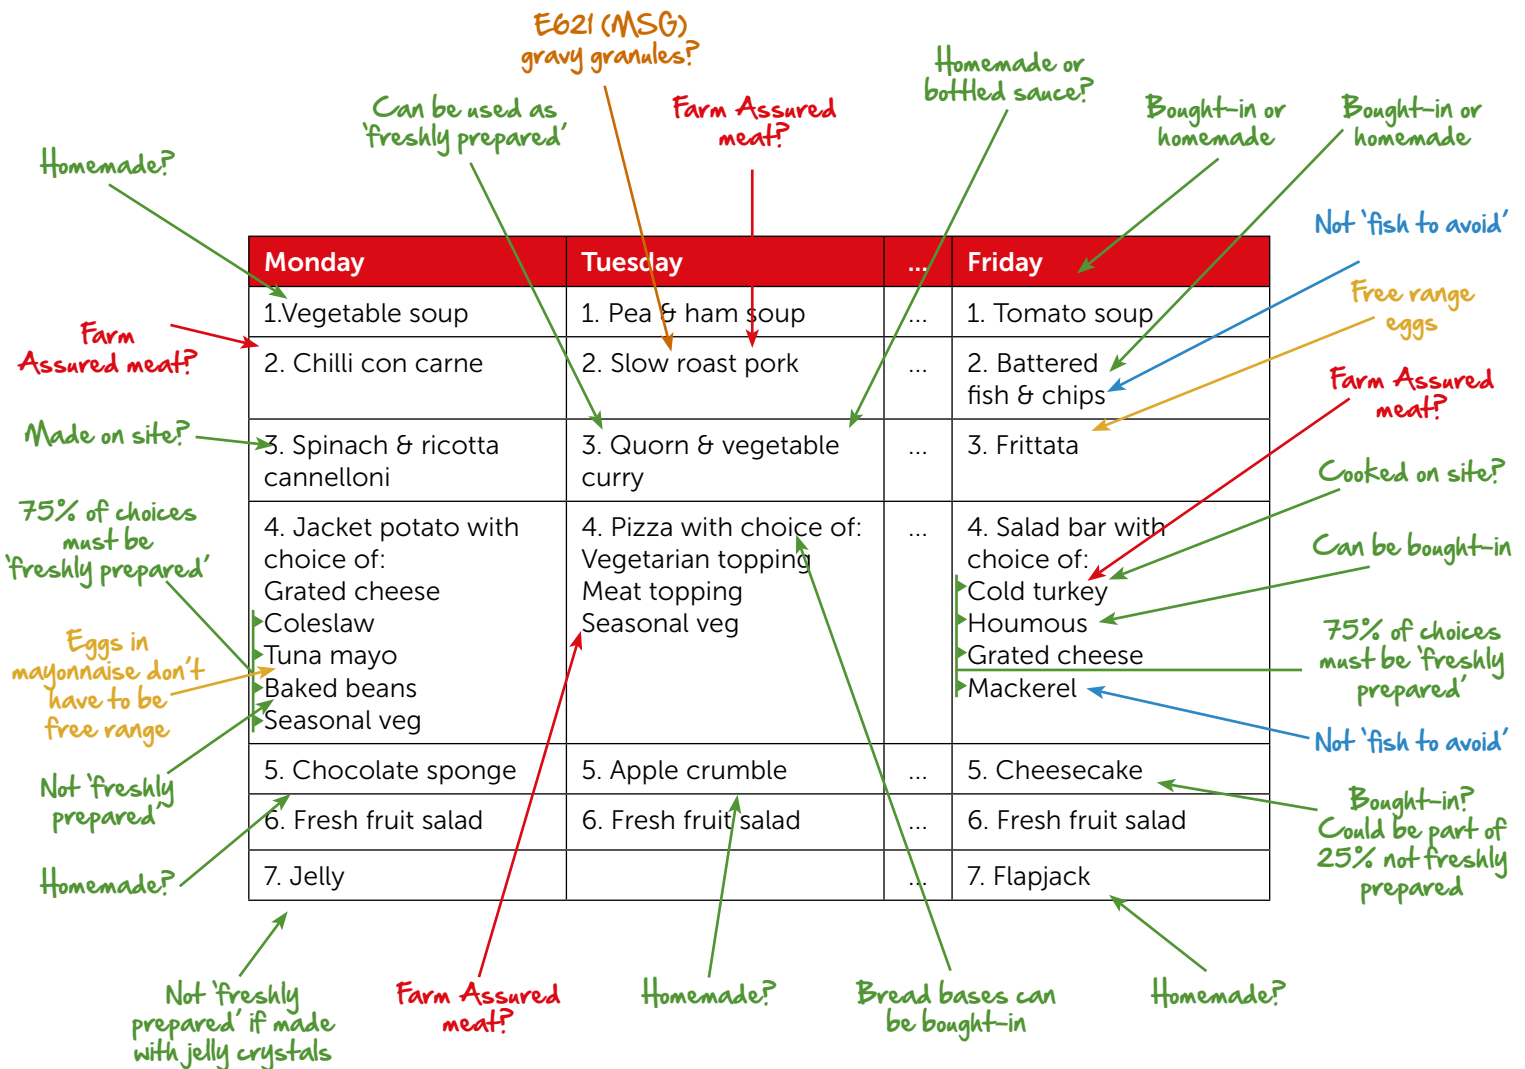 E621 (MSG)
gravy granules?
Homemade or
bottled sauce?
Can be used as
‘freshly prepared’
Farm Assured
meat?
Bought-in or
homemade
Bought-in or
homemade
Homemade?
Not ‘fish to avoid’
Free range
eggs
Farm
Assured meat?
Farm Assured
meat?
Made on site?
Cooked on site?
75% of choices
must be
‘freshly prepared’
Can be bought-in
Eggs in
mayonnaise don’t
have to be
free range
75% of choices
must be ‘freshly
prepared’
Not ‘fish to avoid’
Not ‘freshly
prepared’
Bought-in?
Could be part of
25% not freshly
prepared
Homemade?
Monday
Tuesday
...
Friday
1.Vegetable soup
1. Pea & ham soup
...
1. Tomato soup
2. Chilli con carne
2. Slow roast pork
...
2. Battered
fish & chips
3. Spinach & ricotta
cannelloni
3. Quorn & vegetable
curry
...
3. Frittata
4. Jacket potato with
choice of:
Grated cheese
Coleslaw
Tuna mayo
Baked beans
Seasonal veg
4. Pizza with choice of:
Vegetarian topping
Meat topping
Seasonal veg
...
4. Salad bar with
choice of:
Cold turkey
Houmous
Grated cheese
Mackerel
5. Chocolate sponge
5. Apple crumble
...
5. Cheesecake
6. Fresh fruit salad
6. Fresh fruit salad
...
6. Fresh fruit salad
7. Jelly
...
7. Flapjack
Not ‘freshly
prepared’ if made
with jelly crystals
Farm Assured
meat?
Homemade?
Bread bases can
be bought-in
Homemade?